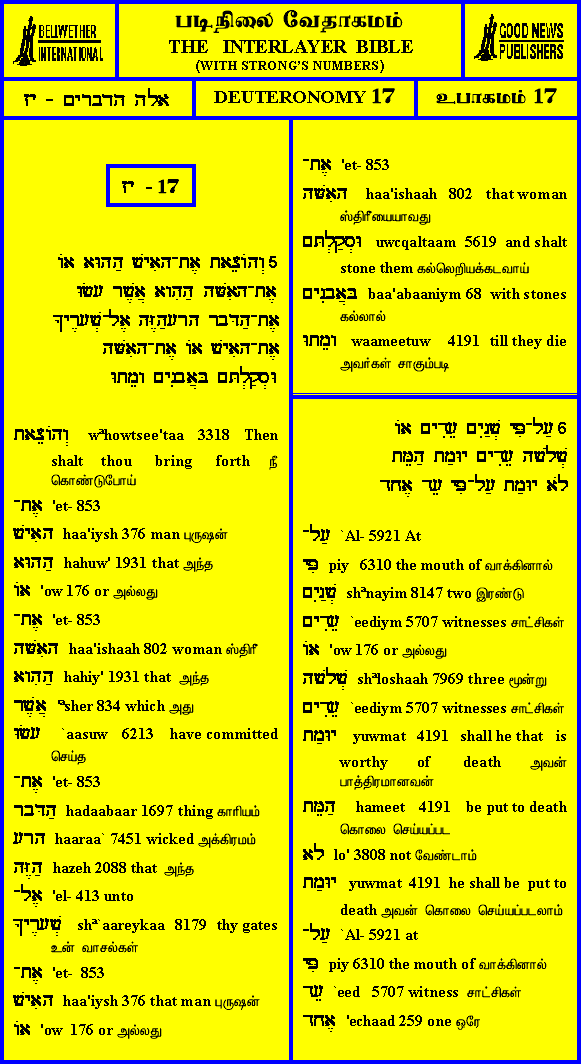 BELLWETHER
INTERNATIONAL
படிநிலை வேதாகமம்
THE INTERLAYER BIBLE
(WITH STRONG'S NUMBERS)
GOOD NEWS
PUBLISHERS
אלה הדברים - יז
DEUTERONOMY 17
உபாகமம் 17
יז - 17
5 וְהוֹצֵאתָ אֶת־הָאִישׁ הַהוּא אוֹ
אֶת־הָאִשָּׁה הַהִוא אֲשֶׁר עָשׂוּ
אֶת־הַדָּבָר הָרָע הַזֶּה אֶל־שְׁעָרֶיךָ
אֶת־הָאִישׁ אוֹ אֶת־הָאִשָּׁה
וּסְקַלְתָּם בָּאֲבָנִים וָמֵתוּ
וְהוֹצֵאתָ wªhowtsee'taa 3318 Then
shalt thou bring forth நீ
கொண்டுபோய்
אֶת־ 'et- 853
הָאִישׁ haa'iysh 376 man புருஷன்
הַהוּא hahuw' 1931 that அந்த
אוֹ 'ow 176 or அல்லது
אֶת־ 'et- 853
הָאִשָּׁה haa'ishaah 802 woman ஸ்திரீ
הַהִוא hahiy' 1931 that அந்த
אֲשֶׁר ªsher 834 which அது
עָשׂוּ `aasuw 6213 have committed
செய்த
אֶת־ 'et- 853
הַדָּבָר hadaabaar 1697 thing காரியம்
הָרָע haaraa` 7451 wicked அக்கிரமம்
הַזֶּה hazeh 2088 that அந்த
אֶל־ 'el- 413 unto
שְׁעָרֶיךָ shª`aareykaa 8179 thy gates
உன் வாசல்கள்
אֶת־ 'et- 853
הָאִישׁ haa'iysh 376 that man புருஷன்
אוֹ 'ow 176 or அல்லது
אֶת־ 'et- 853
הָאִשָּׁה haa'ishaah 802 that woman
ஸ்திரீயையாவது
וּסְקַלְתָּם uwcqaltaam 5619 and shalt
stone them கல்லெறியக்கடவாய்
בָּאֲבָנִים baa'abaaniym 68 with stones
கல்லால்
וָמֵתוּ waameetuw 4191 till they die
அவர்கள் சாகும்படி
6 עַל־פִּי שְׁנַיִם עֵדִים אוֹ
שְׁלֹשָׁה עֵדִים יוּמַת הַמֵּת
לֹא יוּמַת עַל־פִּי עֵד אֶחָד
עַל־ `Al- 5921 At
פִּי piy 6310 the mouth of வாக்கினால்
שְׁנַיִם shªnayim 8147 two இரண்டு
עֵדִים `eediym 5707 witnesses சாட்சிகள்
אוֹ 'ow 176 or அல்லது
שְׁלֹשָׁה shªloshaah 7969 three மூன்று
עֵדִים `eediym 5707 witnesses சாட்சிகள்
יוּמַת yuwmat 4191 shall he that is
worthy of death அவன்
பாத்திரமானவன்
הַמֵּת hameet 4191 be put to death
கொலை செய்யப்பட
לֹא lo' 3808 not வேண்டாம்
יוּמַת yuwmat 4191 he shall be put to
death அவன் கொலை செய்யப்படலாம்
עַל־ `Al- 5921 at
פִּי piy 6310 the mouth of வாக்கினால்
עֵד `eed 5707 witness சாட்சிகள்
אֶחָד 'echaad 259 one ஒரே